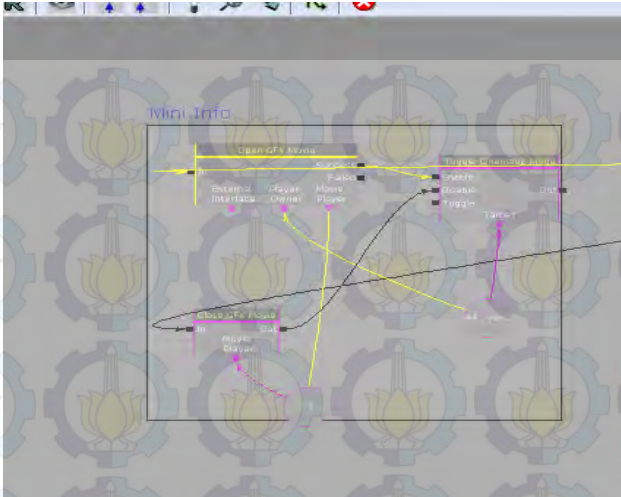 Mini Info
Open GFx Movie
In
Success
Failed
External Interface
Player Owner
Movie Player
Toggle Cinematic Mode
Enable
Disable
Toggle
Out
Target
Close GFx Movie
In
Out
Movie Player